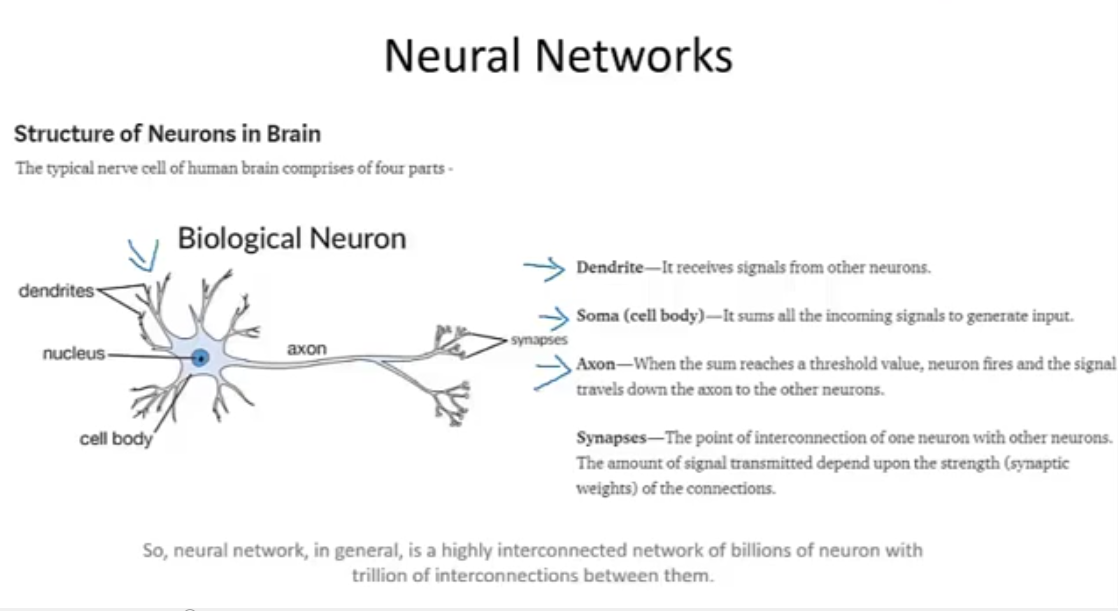 Neural Networks
Structure of Neurons in Brain
The typical nerve cell of human brain comprises of four parts -
Biological Neuron
dendrites
nucleus
axon
synapses
cell body
Dendrite—It receives signals from other neurons.
Soma (cell body)—It sums all the incoming signals to generate input.
Axon—When the sum reaches a threshold value, neuron fires and the signal
travels down the axon to the other neurons.
Synapses—The point of interconnection of one neuron with other neurons.
The amount of signal transmitted depend upon the strength (synaptic
weights) of the connections.
So, neural network, in general, is a highly interconnected network of billions of neuron with
trillion of interconnections between them.